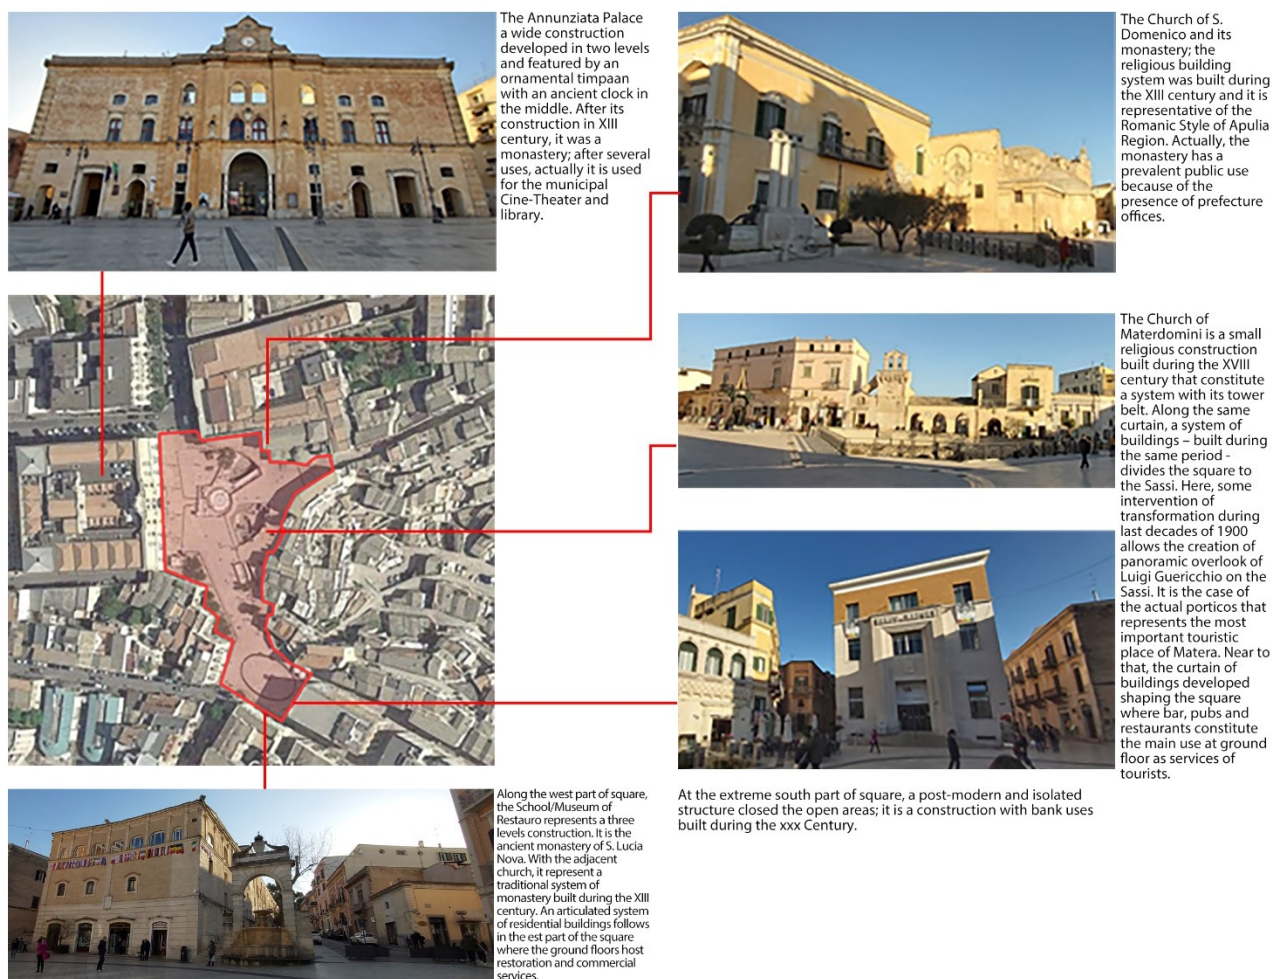 The Annunziata Palace
a wide construction
developed in two levels
and featured by an
ornamental timpaan
with an ancient clock in
the middle. After its
construction in XIII
century, it was a
monastery; after several
uses, actually it is used
for the municipal
Cine-Theater and
library.
The Church of S.
Domenico and its
monastery; the
religious building
system was built during
the XIII century and it is
representative of the
Romanic Style of Apulia
Region. Actually, the
monastery has a
prevalent public use
because of the
presence of prefecture
offices.
The Church of
Materdomini is a small
religious construction
built during the XVIII
century that constitute
a system with its tower
belt. Along the same
curtain, a system of
buildings – built during
the same period -
divides the square to
the Sassi. Here, some
intervention of
transformation during
last decades of 1900
allows the creation of
panoramic overlook of
Luigi Guericchio on the
Sassi. It is the case of
the actual porticos that
represents the most
important touristic
place of Matera. Near to
that, the curtain of
buildings developed
shaping the square
where bar, pubs and
restaurants constitute
the main use at ground
floor as services of
tourists.
At the extreme south part of square, a post-modern and isolated
structure closed the open areas; it is a construction with bank uses
built during the xxx Century.
Along the west part of square,
the School/Museum of
Restauro represents a three
levels construction. It is the
ancient monastery of S. Lucia
Nova. With the adjacent
church, it represent a
traditional system of
monastery built during the XIII
century. An articulated system
of residential buildings follows
in the est part of the square
where the ground floors host
restoration and commercial
services.